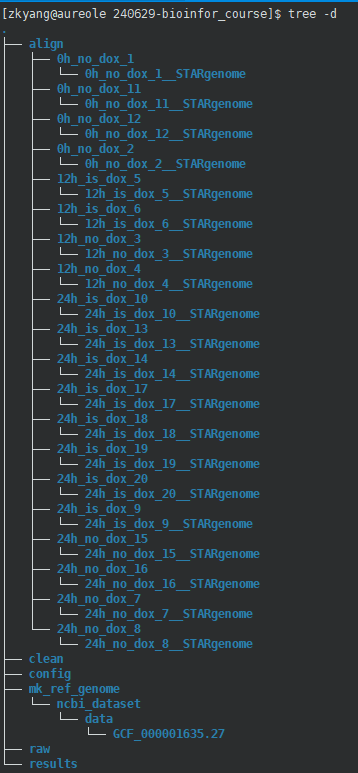 [zkyang@aureole 240629-bioinfor_course]$ tree -d
.
├── align
│   ├── 0h_no_dox_1
│   │   └── 0h_no_dox_1__STARgenome
│   ├── 0h_no_dox_11
│   │   └── 0h_no_dox_11__STARgenome
│   ├── 0h_no_dox_12
│   │   └── 0h_no_dox_12__STARgenome
│   ├── 0h_no_dox_2
│   │   └── 0h_no_dox_2__STARgenome
│   ├── 12h_is_dox_5
│   │   └── 12h_is_dox_5__STARgenome
│   ├── 12h_is_dox_6
│   │   └── 12h_is_dox_6__STARgenome
│   ├── 12h_no_dox_3
│   │   └── 12h_no_dox_3__STARgenome
│   ├── 12h_no_dox_4
│   │   └── 12h_no_dox_4__STARgenome
│   ├── 24h_is_dox_10
│   │   └── 24h_is_dox_10__STARgenome
│   ├── 24h_is_dox_13
│   │   └── 24h_is_dox_13__STARgenome
│   ├── 24h_is_dox_14
│   │   └── 24h_is_dox_14__STARgenome
│   ├── 24h_is_dox_17
│   │   └── 24h_is_dox_17__STARgenome
│   ├── 24h_is_dox_18
│   │   └── 24h_is_dox_18__STARgenome
│   ├── 24h_is_dox_19
│   │   └── 24h_is_dox_19__STARgenome
│   ├── 24h_is_dox_20
│   │   └── 24h_is_dox_20__STARgenome
│   ├── 24h_is_dox_9
│   │   └── 24h_is_dox_9__STARgenome
│   ├── 24h_no_dox_15
│   │   └── 24h_no_dox_15__STARgenome
│   ├── 24h_no_dox_16
│   │   └── 24h_no_dox_16__STARgenome
│   ├── 24h_no_dox_7
│   │   └── 24h_no_dox_7__STARgenome
│   └── 24h_no_dox_8
│       └── 24h_no_dox_8__STARgenome
├── clean
├── config
├── mk_ref_genome
│   └── ncbi_dataset
│       └── data
│           └── GCF_000001635.27
├── raw
└── results